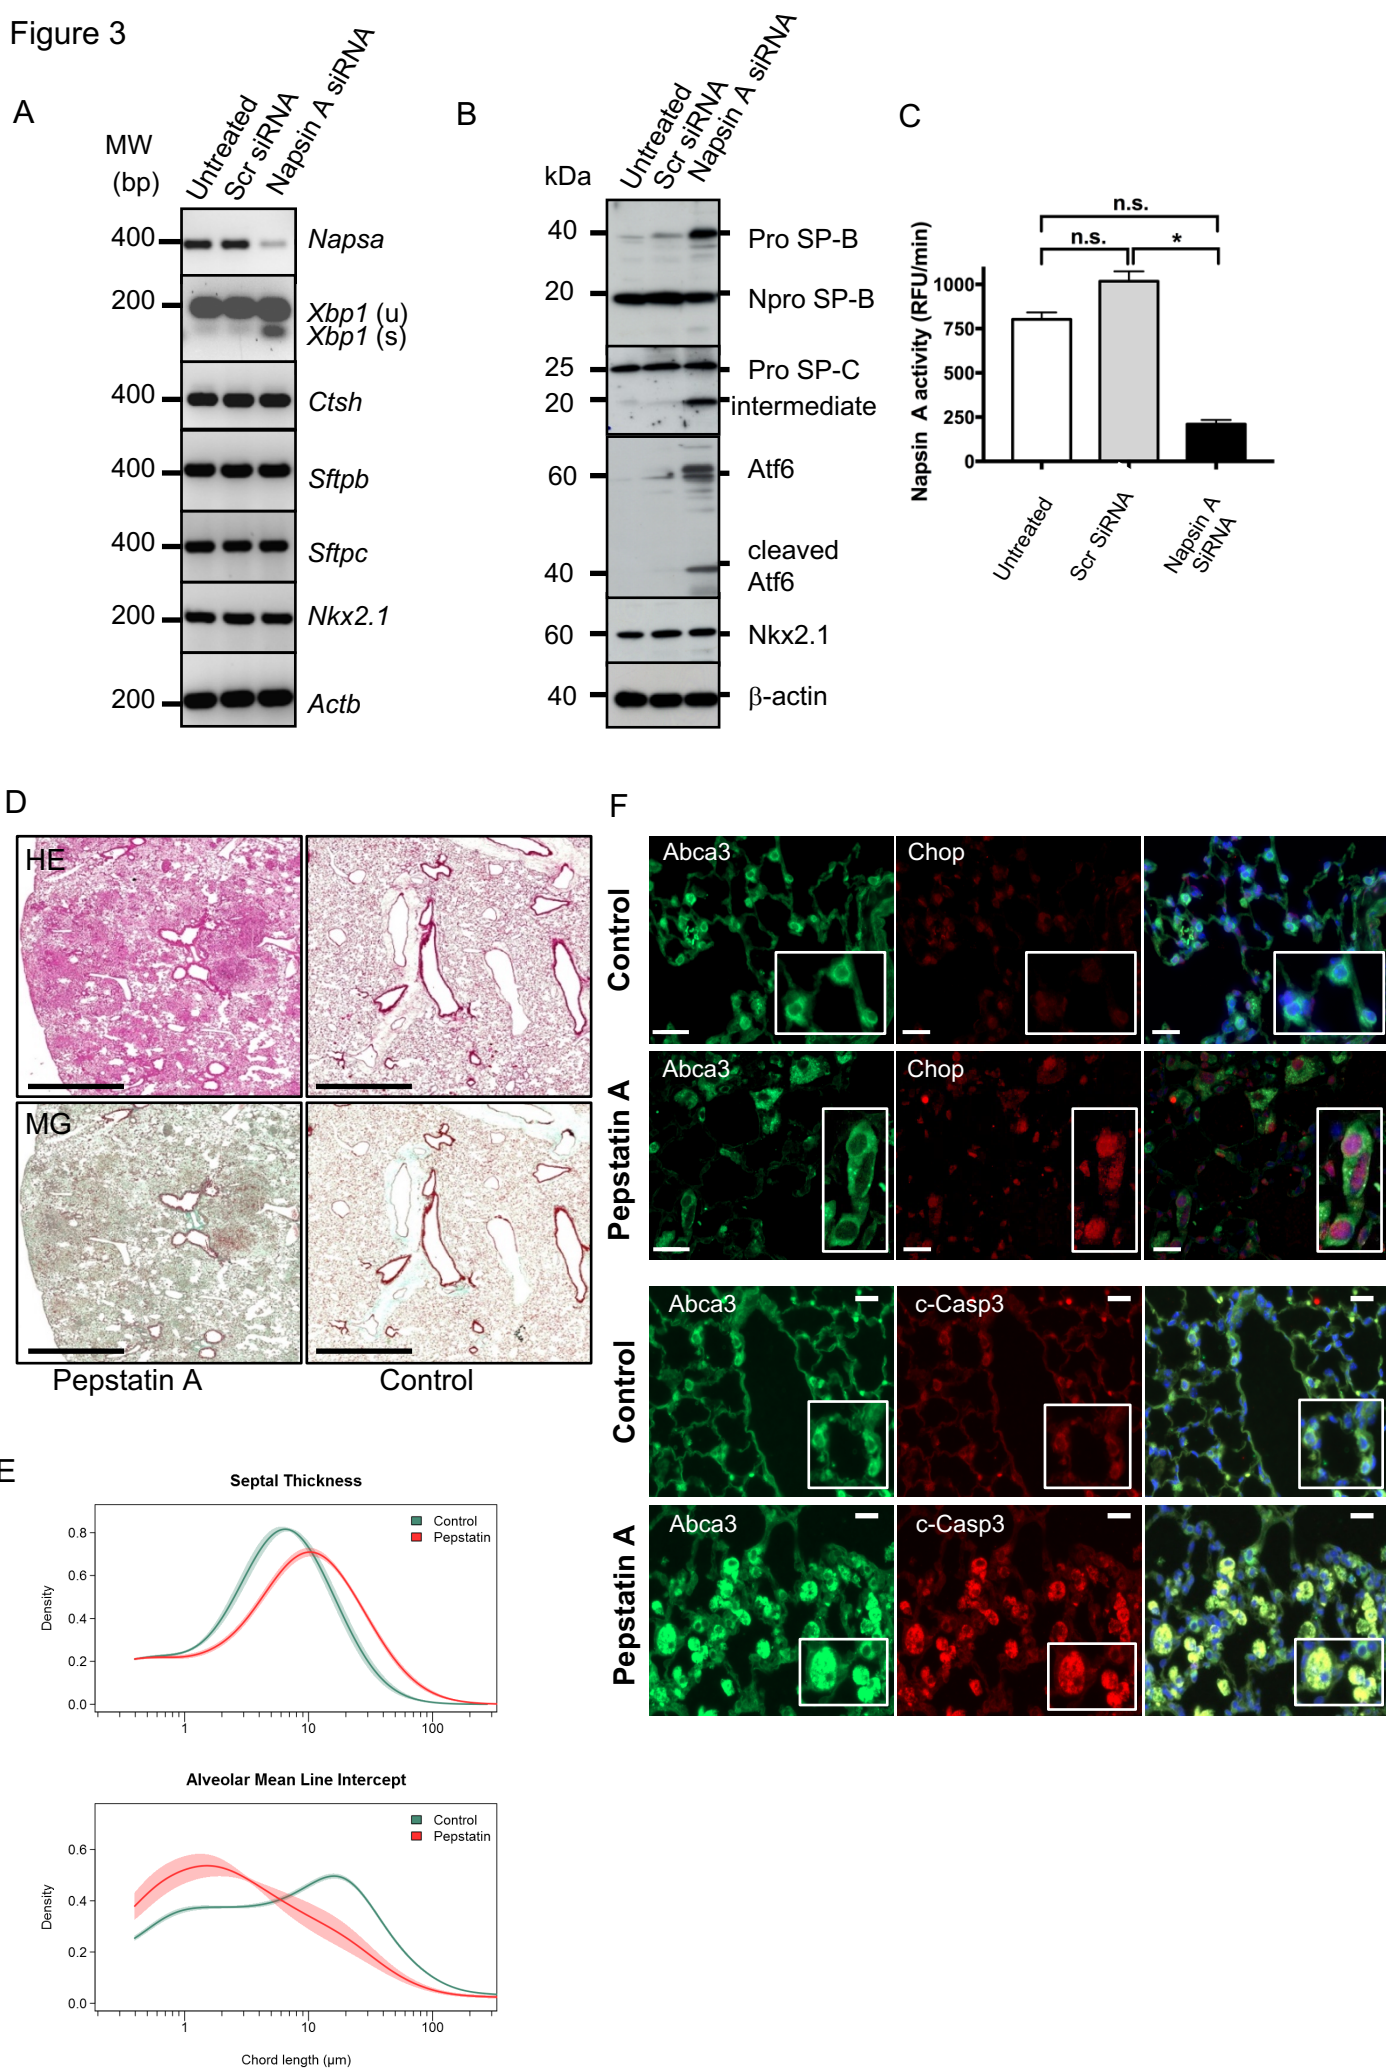 Figure 3
A
MW
(bp)
Untreated
Scr siRNA
Napsin A siRNA
400
Napsa
200
Xbp1 (u)
Xbp1 (s)
400
Ctsh
400
Sftpb
400
Sftpc
200
Nkx2.1
200
Actb
B
kDa
Untreated
Scr siRNA
Napsin A siRNA
40
Pro SP-B
20
Npro SP-B
25
Pro SP-C
20
intermediate
60
Atf6
cleaved
40
Atf6
60
Nkx2.1
40
β-actin
C
n.s.
n.s.
*
Napsin A activity (RFU/min)
1000
750
500
250
0
Untreated
Scr SiRNA
Napsin A
SiRNA
D
HE
MG
Pepstatin A
Control
E
Septal Thickness
Control
Pepstatin
Density
0.8
0.6
0.4
0.2
0.0
1
10
100
Alveolar Mean Line Intercept
Control
Pepstatin
Density
0.6
0.4
0.2
0.0
1
10
100
Chord length (µm)
F
Control
Abca3
Chop
Pepstatin A
Abca3
Chop
Control
Abca3
c-Casp3
Pepstatin A
Abca3
c-Casp3